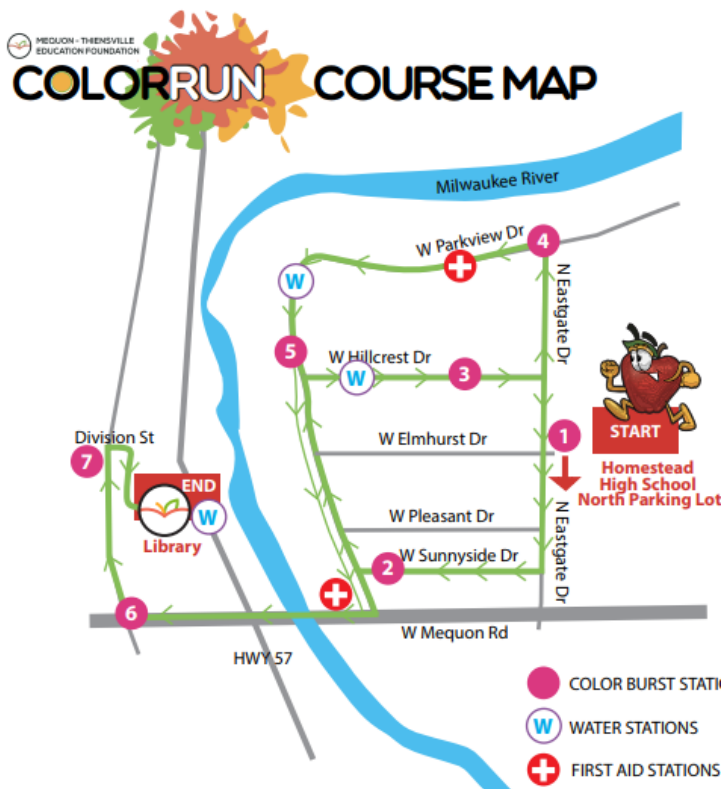 MEQUON - THIENSVILLE
EDUCATION FOUNDATION
COLORRUN COURSE MAP
Milwaukee River
W Parkview Dr
4
N Eastgate Dr
W
5
W Hillcrest Dr
W
3
1
START
W Elmhurst Dr
Homestead
High School
North Parking Lot
Division St
7
END
W
Library
W Pleasant Dr
N Eastgate Dr
W Sunnyside Dr
2
6
W Mequon Rd
HWY 57
COLOR BURST STATI
W WATER STATIONS
FIRST AID STATIONS